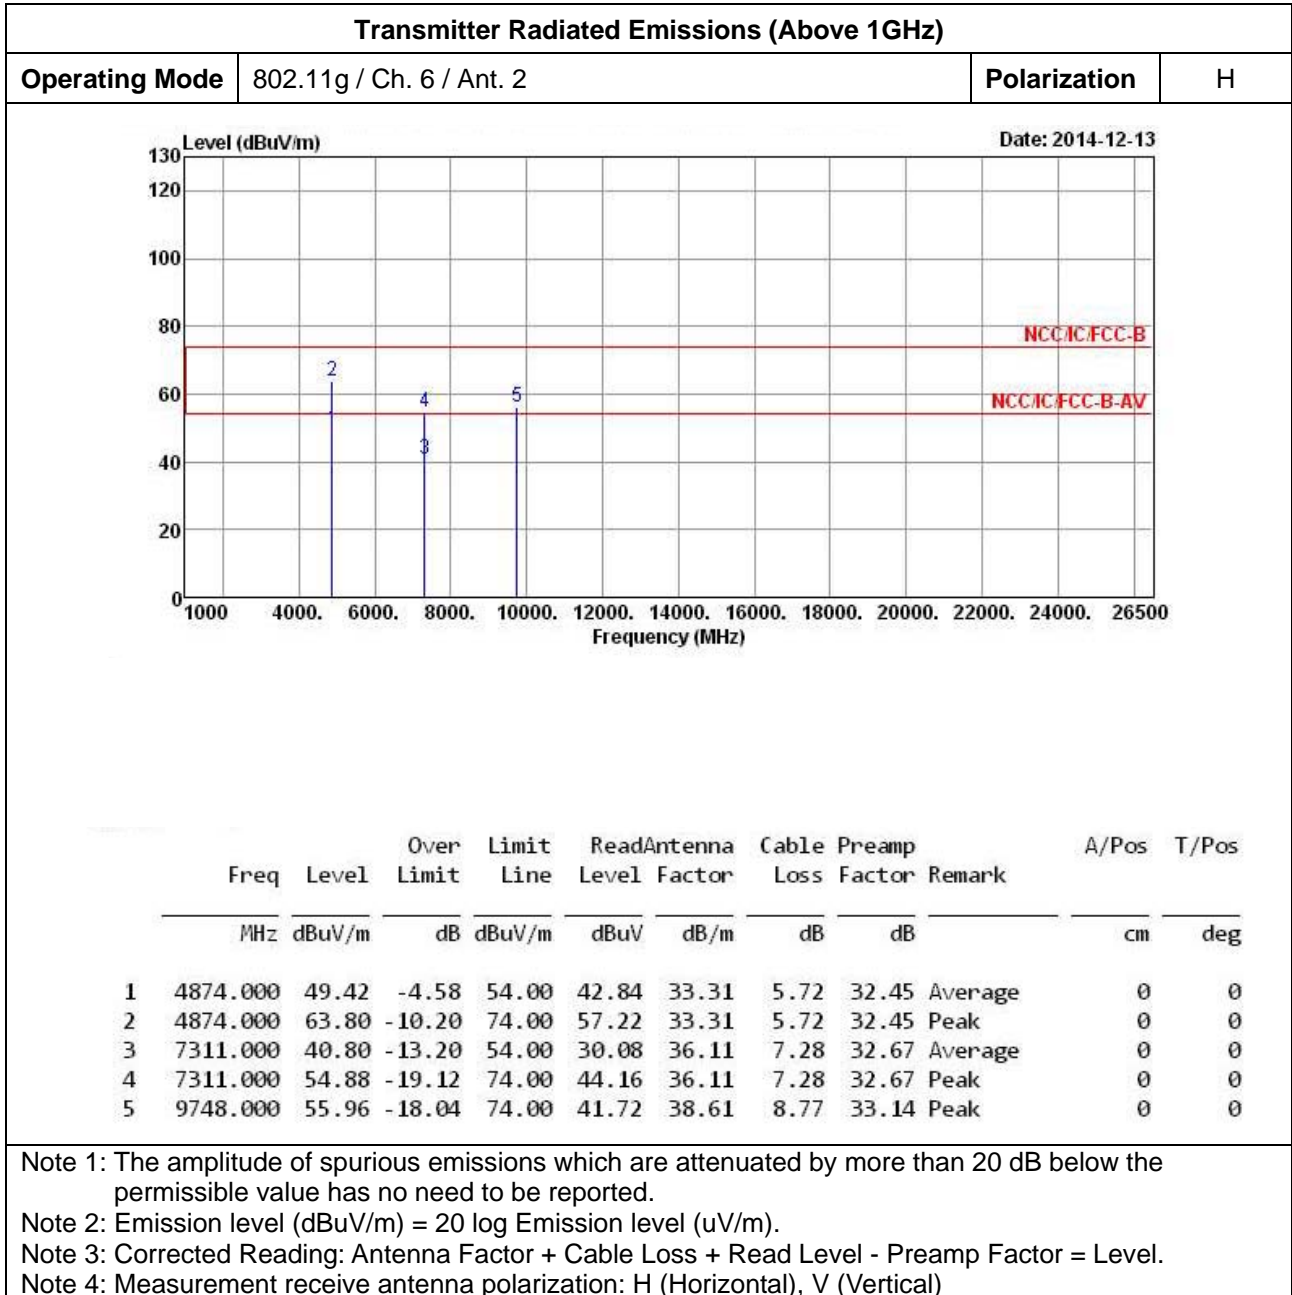 Transmitter Radiated Emissions (Above 1GHz)
Operating Mode 802.11g / Ch. 6 / Ant. 2 Polarization H
Level (dBuV/m) Date: 2014-12-13
130
120
100
80
NCC/IC/FCC-B
2
60
4 5
NCC/IC/FCC-B-AV
3
40
20
0
1000 4000. 6000. 8000. 10000. 12000. 14000. 16000. 18000. 20000. 22000. 24000. 26500
Frequency (MHz)
Over Limit ReadAntenna Cable Preamp A/Pos T/Pos
Freq Level Limit Line Level Factor Loss Factor Remark
MHz dBuV/m dB dBuV/m dBuV dB/m dB dB cm deg
1 4874.000 49.42 -4.58 54.00 42.84 33.31 5.72 32.45 Average 0 0
2 4874.000 63.80 -10.20 74.00 57.22 33.31 5.72 32.45 Peak 0 0
3 7311.000 40.80 -13.20 54.00 30.08 36.11 7.28 32.67 Average 0 0
4 7311.000 54.88 -19.12 74.00 44.16 36.11 7.28 32.67 Peak 0 0
5 9748.000 55.96 -18.04 74.00 41.72 38.61 8.77 33.14 Peak 0 0
Note 1: The amplitude of spurious emissions which are attenuated by more than 20 dB below the
permissible value has no need to be reported.
Note 2: Emission level (dBuV/m) = 20 log Emission level (uV/m).
Note 3: Corrected Reading: Antenna Factor + Cable Loss + Read Level - Preamp Factor = Level.
Note 4: Measurement receive antenna polarization: H (Horizontal), V (Vertical)